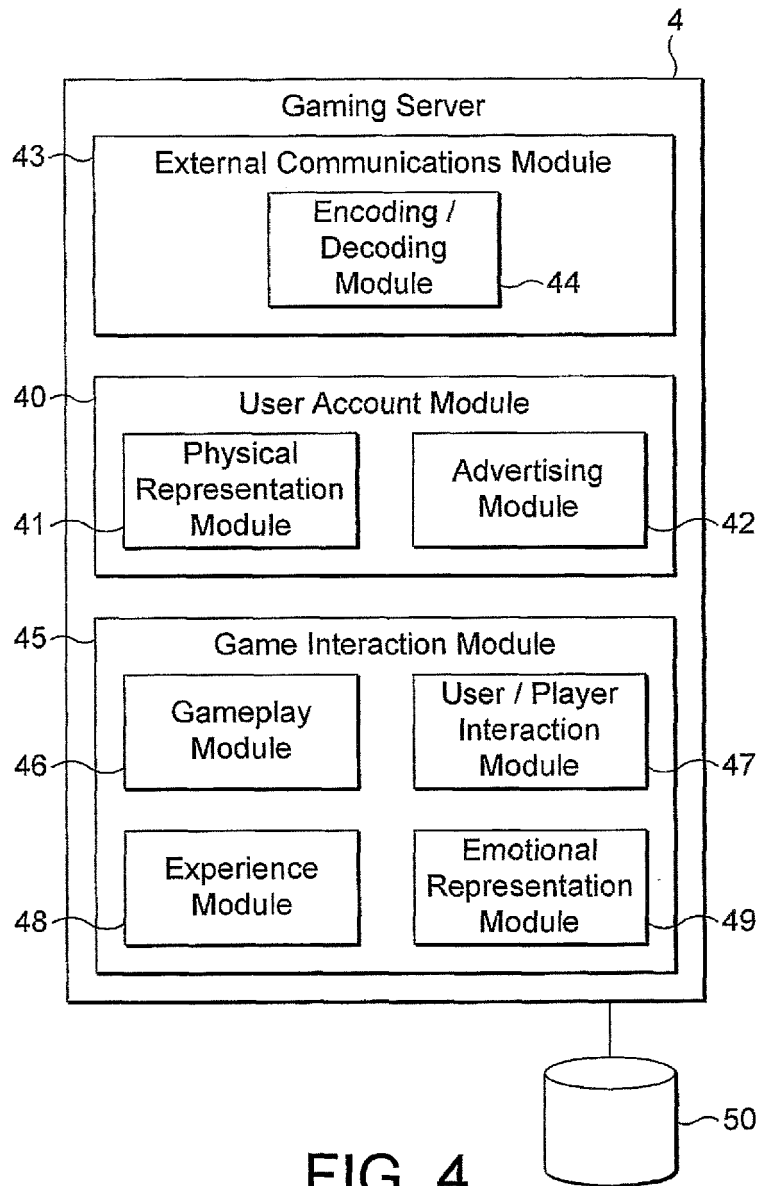 4
Gaming Server
43
External Communications Module
Encoding /
Decoding
Module
44
40
User Account Module
Physical
Representation
Module
41
Advertising
Module
42
45
Game Interaction Module
Gameplay
Module
46
User / Player
Interaction
Module
47
Experience
Module
48
Emotional
Representation
Module
49
50
FIG. 4